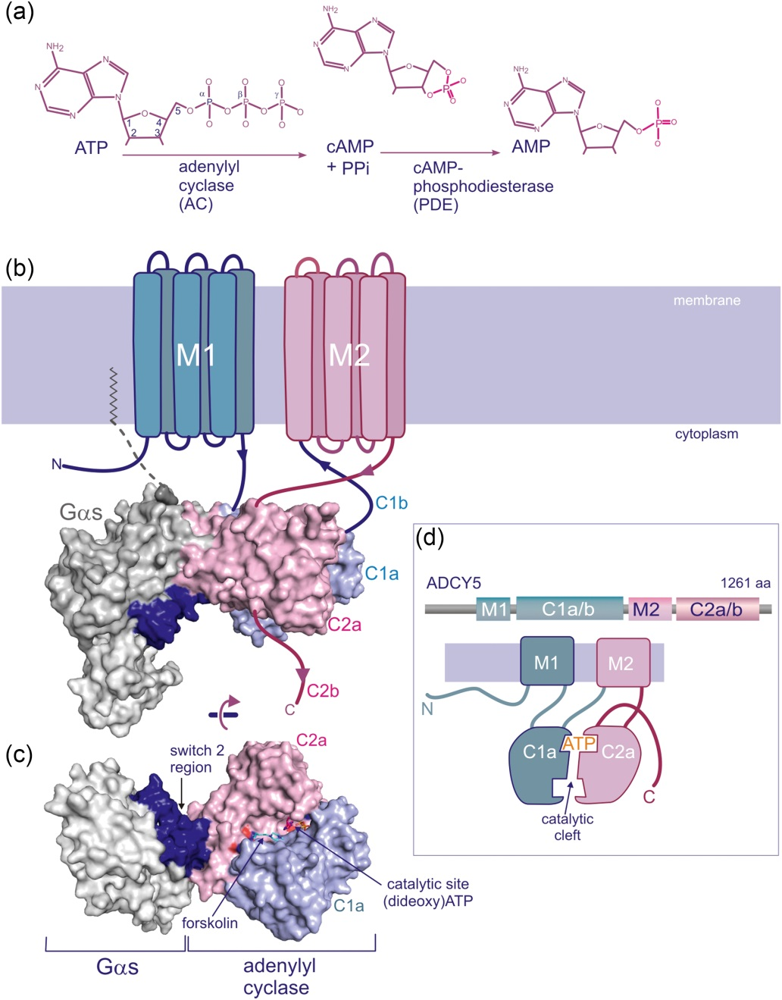 (a)
NH2
N
N
N
N
O
1
2
3
4
5
O
α
P
O
O
O
β
P
O
O
O
γ
P
O
O
O
ATP
adenylyl
cyclase
(AC)
NH2
N
N
N
N
O
O
P
O
O
O
cAMP
+ PPi
cAMP-
phosphodiesterase
(PDE)
NH2
N
N
N
N
O
O
O
P
O
O
AMP
(b)
membrane
M1
M2
cytoplasm
N
Gαs
C1b
C1a
C2a
C2b
C
(c)
C2a
switch 2
region
catalytic site
(dideoxy)ATP
C1a
forskolin
Gαs
adenylyl
cyclase
(d)
ADCY5
1261 aa
M1
C1a/b
M2
C2a/b
M1
M2
N
C1a
ATP
C2a
C
catalytic
cleft